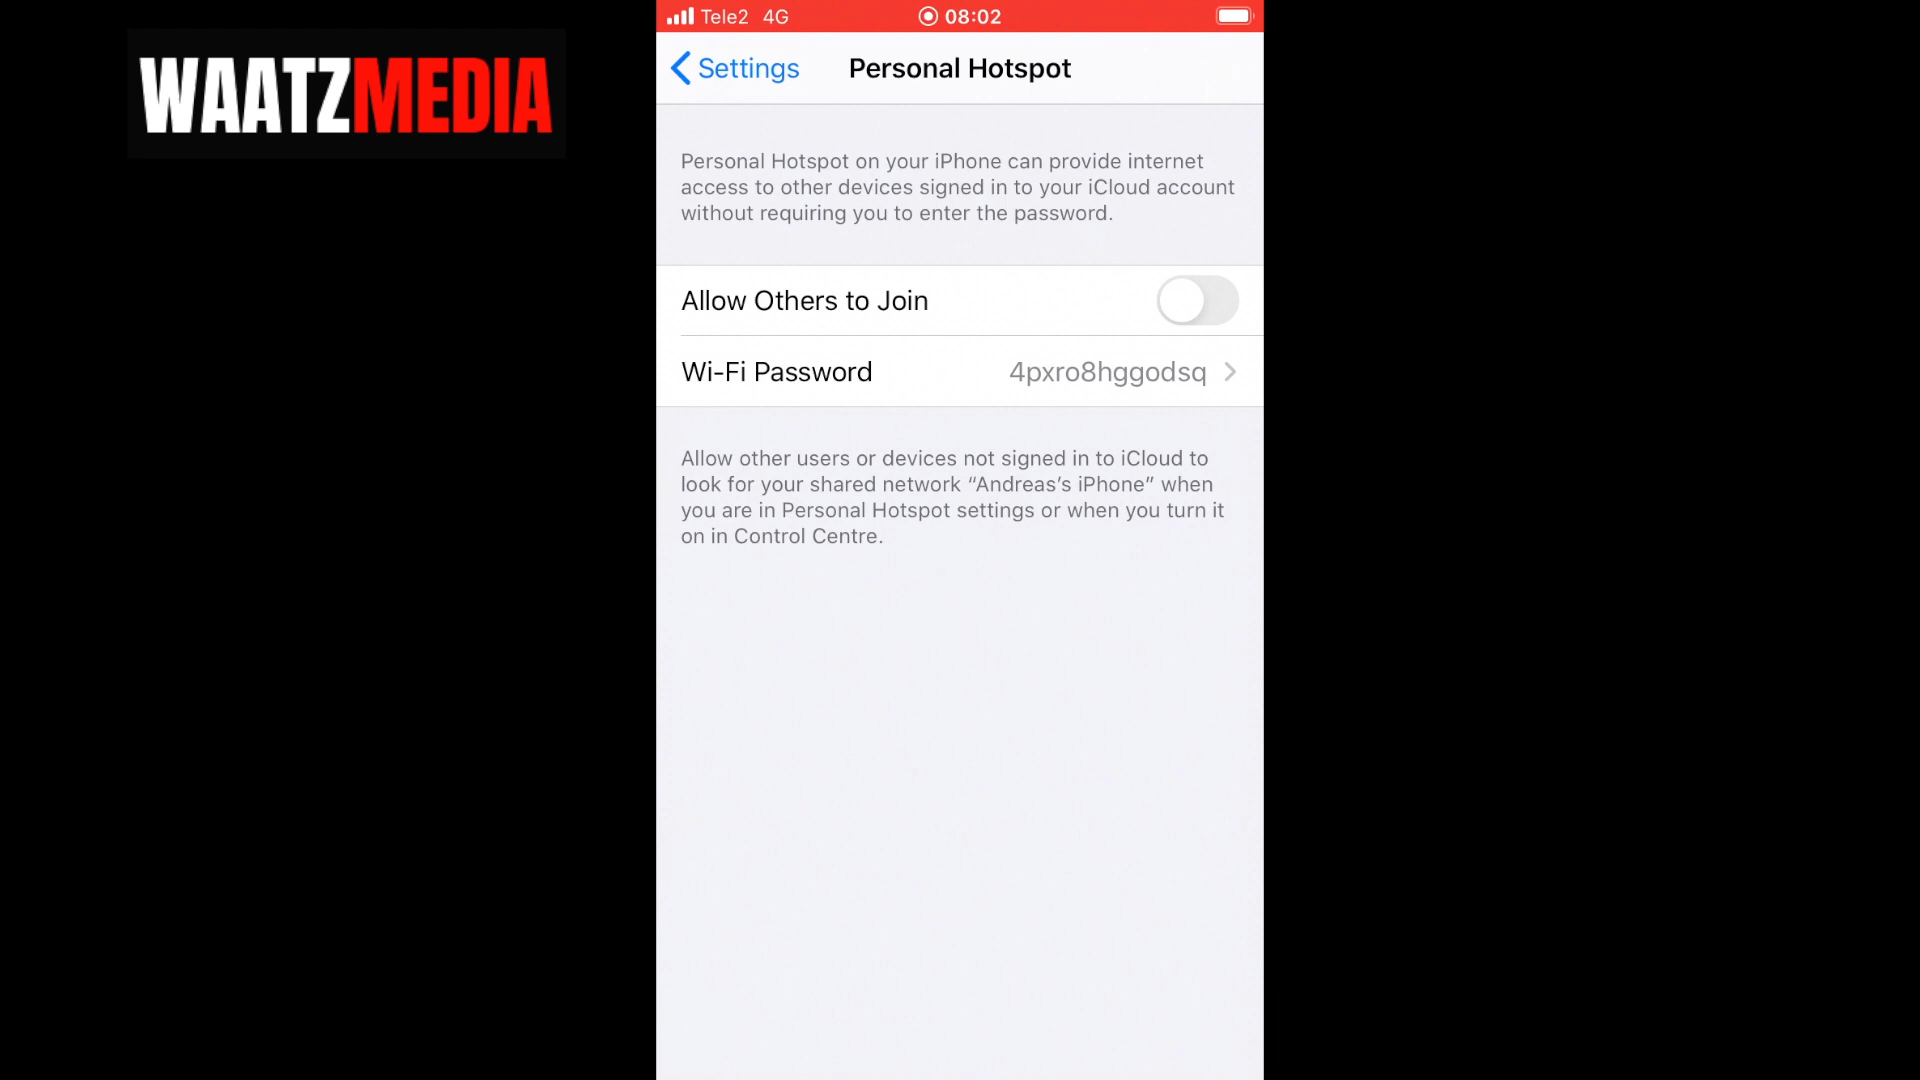 WAATZMEDIA
Tele2 4G 08:02
Settings Personal Hotspot
Personal Hotspot on your iPhone can provide internet
access to other devices signed in to your iCloud account
without requiring you to enter the password.
Allow Others to Join
Wi-Fi Password 4pxro8hggodsq
Allow other users or devices not signed in to iCloud to
look for your shared network “Andreas’s iPhone” when
you are in Personal Hotspot settings or when you turn it
on in Control Centre.